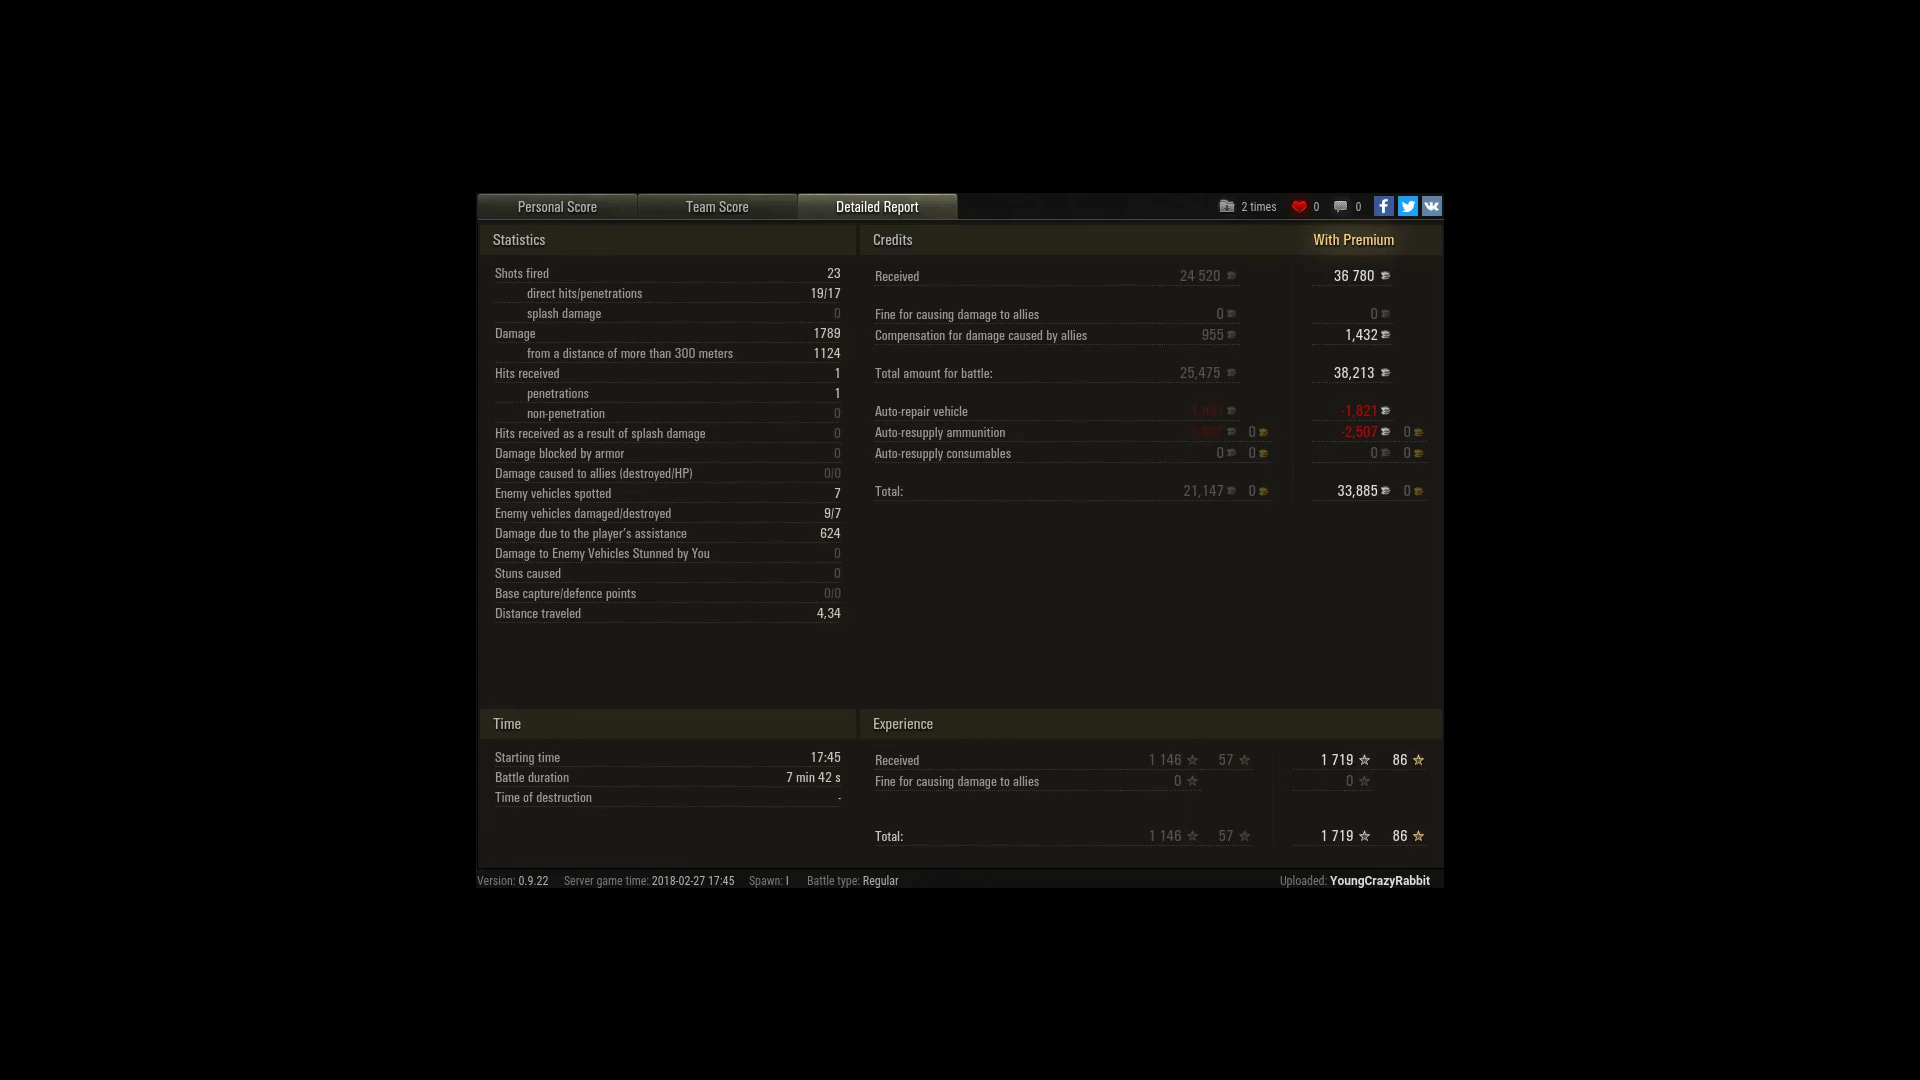 Personal Score Team Score Detailed Report 2 times 0 0
Statistics
Shots fired 23
direct hits/penetrations 19/17
splash damage 0
Damage 1789
from a distance of more than 300 meters 1124
Hits received 1
penetrations 1
non-penetration 0
Hits received as a result of splash damage 0
Damage blocked by armor 0
Damage caused to allies (destroyed/HP) 0/0
Enemy vehicles spotted 7
Enemy vehicles damaged/destroyed 9/7
Damage due to the player's assistance 624
Damage to Enemy Vehicles Stunned by You 0
Stuns caused 0
Base capture/defence points 0/0
Distance traveled 4,34
Credits With Premium
Received 24 520 36 780
Fine for causing damage to allies 0 0
Compensation for damage caused by allies 955 1,432
Total amount for battle: 25,475 38,213
Auto-repair vehicle -1,821
Auto-resupply ammunition 0 -2,507 0
Auto-resupply consumables 0 0 0 0
Total: 21,147 0 33,885 0
Time
Starting time 17:45
Battle duration 7 min 42 s
Time of destruction -
Experience
Received 1 146 57 1 719 86
Fine for causing damage to allies 0 0
Total: 1 146 57 1 719 86
Version: 0.9.22 Server game time: 2018-02-27 17:45 Spawn: I Battle type: Regular Uploaded: YoungCrazyRabbit